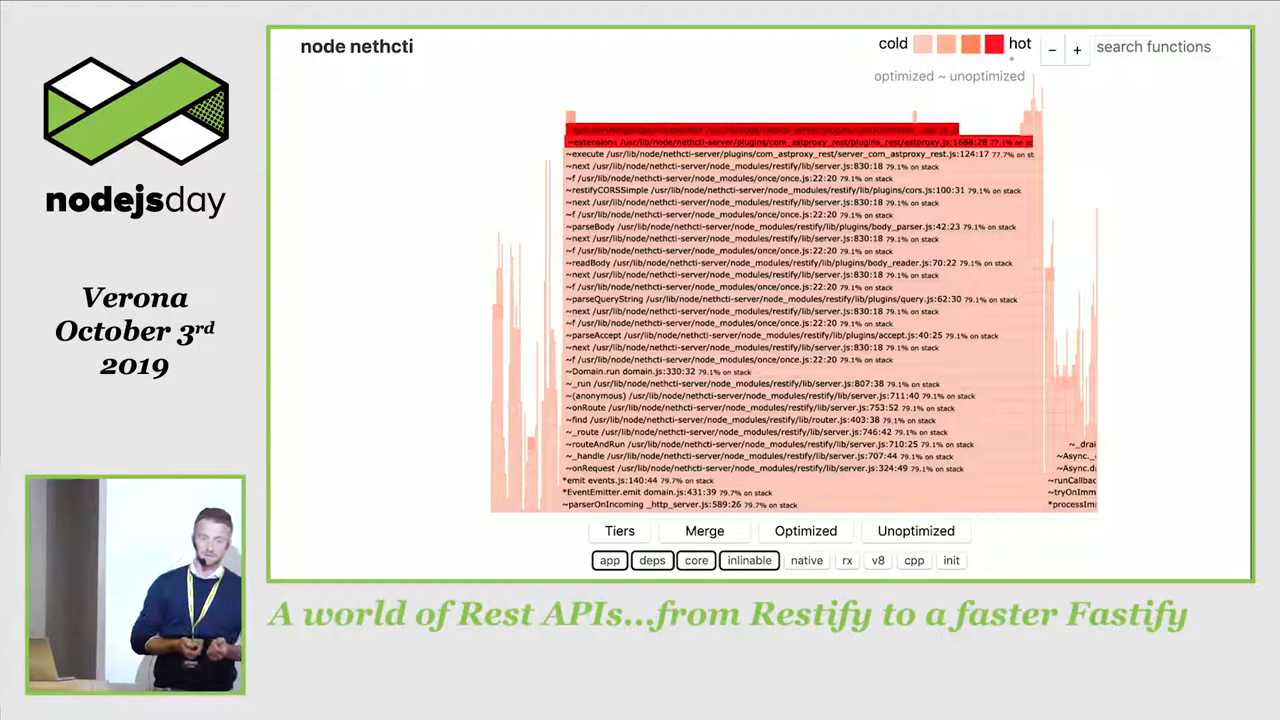 nodejsday
Verona
October 3rd
2019
node nethcti
cold
hot
*
optimized ~ unoptimized
-
+
search functions
~extensions /usr/lib/node/nethcti-server/plugins/com_astproxy_rest/plugins_rest/astproxy.js:1688:28 77.1% on st
~execute /usr/lib/node/nethcti-server/plugins/com_astproxy_rest/server_com_astproxy_rest.js:124:17 77.7% on st
~next /usr/lib/node/nethcti-server/node_modules/restify/lib/server.js:830:18 79.1% on stack
~f /usr/lib/node/nethcti-server/node_modules/once/once.js:22:20 79.1% on stack
~restifyCORSSimple /usr/lib/node/nethcti-server/node_modules/restify/lib/plugins/cors.js:100:31 79.1% on stack
~next /usr/lib/node/nethcti-server/node_modules/restify/lib/server.js:830:18 79.1% on stack
~f /usr/lib/node/nethcti-server/node_modules/once/once.js:22:20 79.1% on stack
~parseBody /usr/lib/node/nethcti-server/node_modules/restify/lib/plugins/body_parser.js:42:23 79.1% on stack
~next /usr/lib/node/nethcti-server/node_modules/restify/lib/server.js:830:18 79.1% on stack
~f /usr/lib/node/nethcti-server/node_modules/once/once.js:22:20 79.1% on stack
~readBody /usr/lib/node/nethcti-server/node_modules/restify/lib/plugins/body_reader.js:70:22 79.1% on stack
~next /usr/lib/node/nethcti-server/node_modules/restify/lib/server.js:830:18 79.1% on stack
~f /usr/lib/node/nethcti-server/node_modules/once/once.js:22:20 79.1% on stack
~parseQueryString /usr/lib/node/nethcti-server/node_modules/restify/lib/plugins/query.js:62:30 79.1% on stack
~next /usr/lib/node/nethcti-server/node_modules/restify/lib/server.js:830:18 79.1% on stack
~f /usr/lib/node/nethcti-server/node_modules/once/once.js:22:20 79.1% on stack
~parseAccept /usr/lib/node/nethcti-server/node_modules/restify/lib/plugins/accept.js:40:25 79.1% on stack
~next /usr/lib/node/nethcti-server/node_modules/restify/lib/server.js:830:18 79.1% on stack
~f /usr/lib/node/nethcti-server/node_modules/once/once.js:22:20 79.1% on stack
~Domain.run domain.js:330:32 79.1% on stack
~_run /usr/lib/node/nethcti-server/node_modules/restify/lib/server.js:807:38 79.1% on stack
~(anonymous) /usr/lib/node/nethcti-server/node_modules/restify/lib/server.js:711:40 79.1% on stack
~onRoute /usr/lib/node/nethcti-server/node_modules/restify/lib/server.js:753:52 79.1% on stack
~find /usr/lib/node/nethcti-server/node_modules/restify/lib/router.js:403:38 79.1% on stack
~_route /usr/lib/node/nethcti-server/node_modules/restify/lib/server.js:746:42 79.1% on stack
~routeAndRun /usr/lib/node/nethcti-server/node_modules/restify/lib/server.js:710:25 79.1% on stack
~_drai
~_handle /usr/lib/node/nethcti-server/node_modules/restify/lib/server.js:707:44 79.1% on stack
~Async._
~onRequest /usr/lib/node/nethcti-server/node_modules/restify/lib/server.js:324:49 79.1% on stack
~Async.d
*emit events.js:140:44 79.7% on stack
~runCallbac
*EventEmitter.emit domain.js:431:39 79.7% on stack
~tryOnImm
~parserOnIncoming _http_server.js:589:26 79.7% on stack
*processIm
Tiers
Merge
Optimized
Unoptimized
app
deps
core
inlinable
native
rx
v8
cpp
init
A world of Rest APIs...from Restify to a faster Fastify